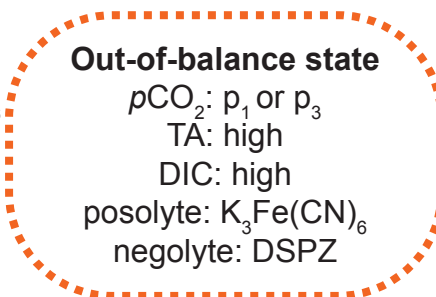 Out-of-balance state
pCO₂: p₁ or p₃
TA: high
DIC: high
posolyte: K₃Fe(CN)₆
negolyte: DSPZ